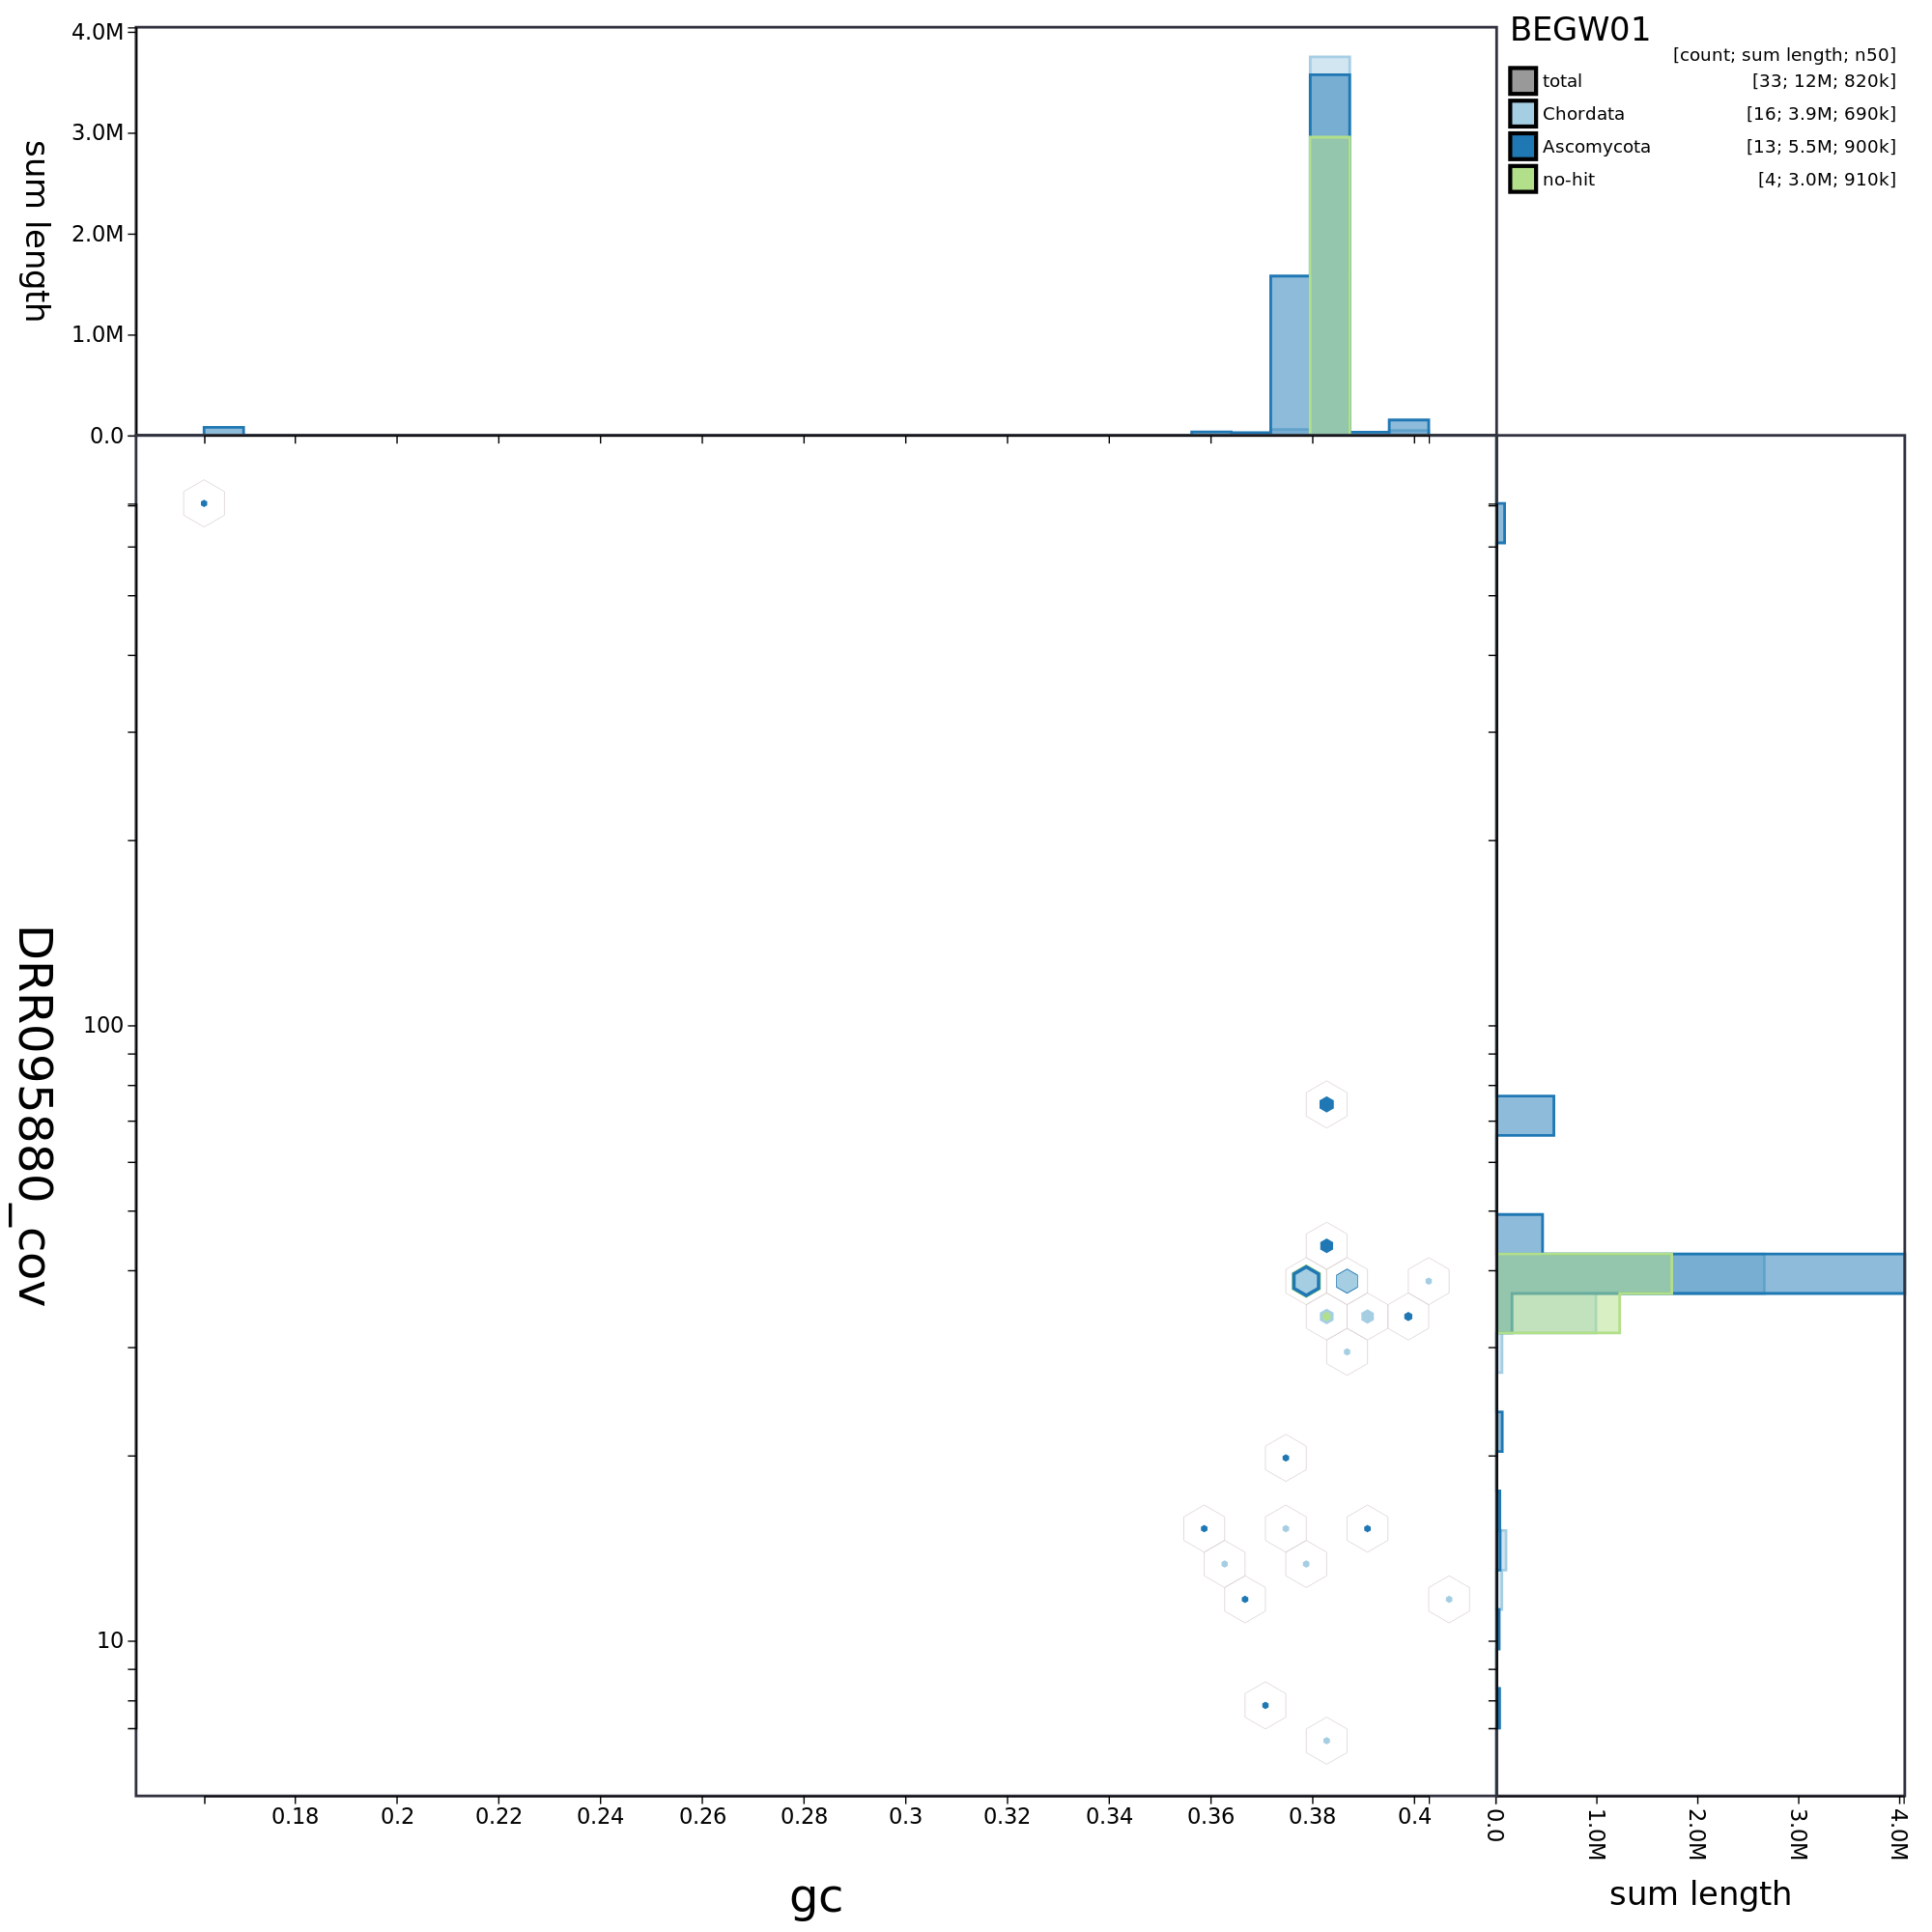 BEGW01
[count; sum length; n50]
total [33; 12M; 820k]
Chordata [16; 3.9M; 690k]
Ascomycota [13; 5.5M; 900k]
no-hit [4; 3.0M; 910k]
sum length
4.0M
3.0M
2.0M
1.0M
0.0
DRR095880_cov
100
10
0.18 0.2 0.22 0.24 0.26 0.28 0.3 0.32 0.34 0.36 0.38 0.4
gc
0.0 1.0M 2.0M 3.0M 4.0M
sum length